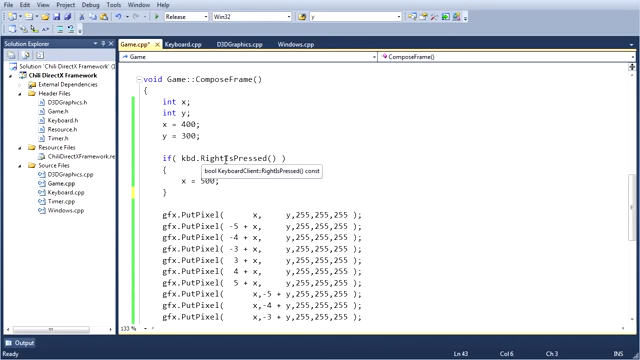 File Edit View Project Build Debug Team Data Tools Test Window Help
Release Win32 y
Solution Explorer
Solution 'Chili DirectX Framework'
Chili DirectX Framework
External Dependencies
Header Files
D3DGraphics.h
Game.h
Keyboard.h
Resource.h
Timer.h
Resource Files
ChiliDirectXFramework.re
Source Files
D3DGraphics.cpp
Game.cpp
Keyboard.cpp
Timer.cpp
Windows.cpp
Game.cpp* Keyboard.cpp D3DGraphics.cpp Windows.cpp
Game ComposeFrame()
void Game::ComposeFrame()
{
int x;
int y;
x = 400;
y = 300;
if( kbd.RightIsPressed() )
{
bool KeyboardClient::RightIsPressed() const
x = 500;
}
gfx.PutPixel( x, y,255,255,255 );
gfx.PutPixel( -5 + x, y,255,255,255 );
gfx.PutPixel( -4 + x, y,255,255,255 );
gfx.PutPixel( -3 + x, y,255,255,255 );
gfx.PutPixel( 3 + x, y,255,255,255 );
gfx.PutPixel( 4 + x, y,255,255,255 );
gfx.PutPixel( 5 + x, y,255,255,255 );
gfx.PutPixel( x,-5 + y,255,255,255 );
gfx.PutPixel( x,-4 + y,255,255,255 );
gfx.PutPixel( x,-3 + y,255,255,255 );
133 %
Output
Ready Ln 43 Col 6 Ch 3